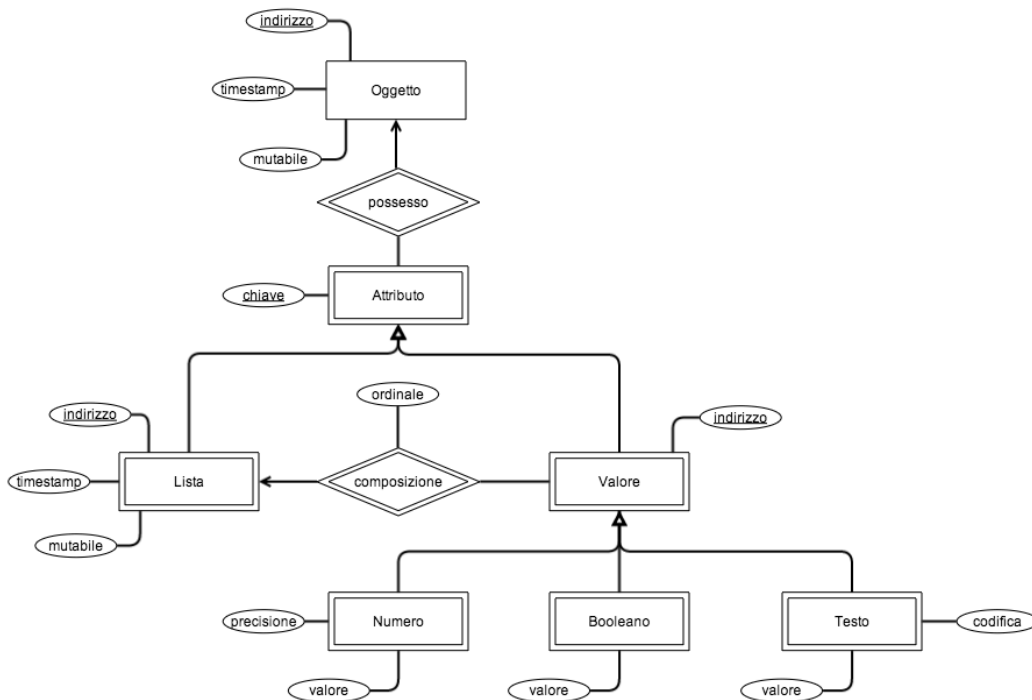 indirizzo
Oggetto
timestamp
mutabile
possesso
chiave
Attributo
ordinale
indirizzo
indirizzo
timestamp
Lista
composizione
Valore
mutabile
precisione
Numero
Booleano
Testo
codifica
valore
valore
valore